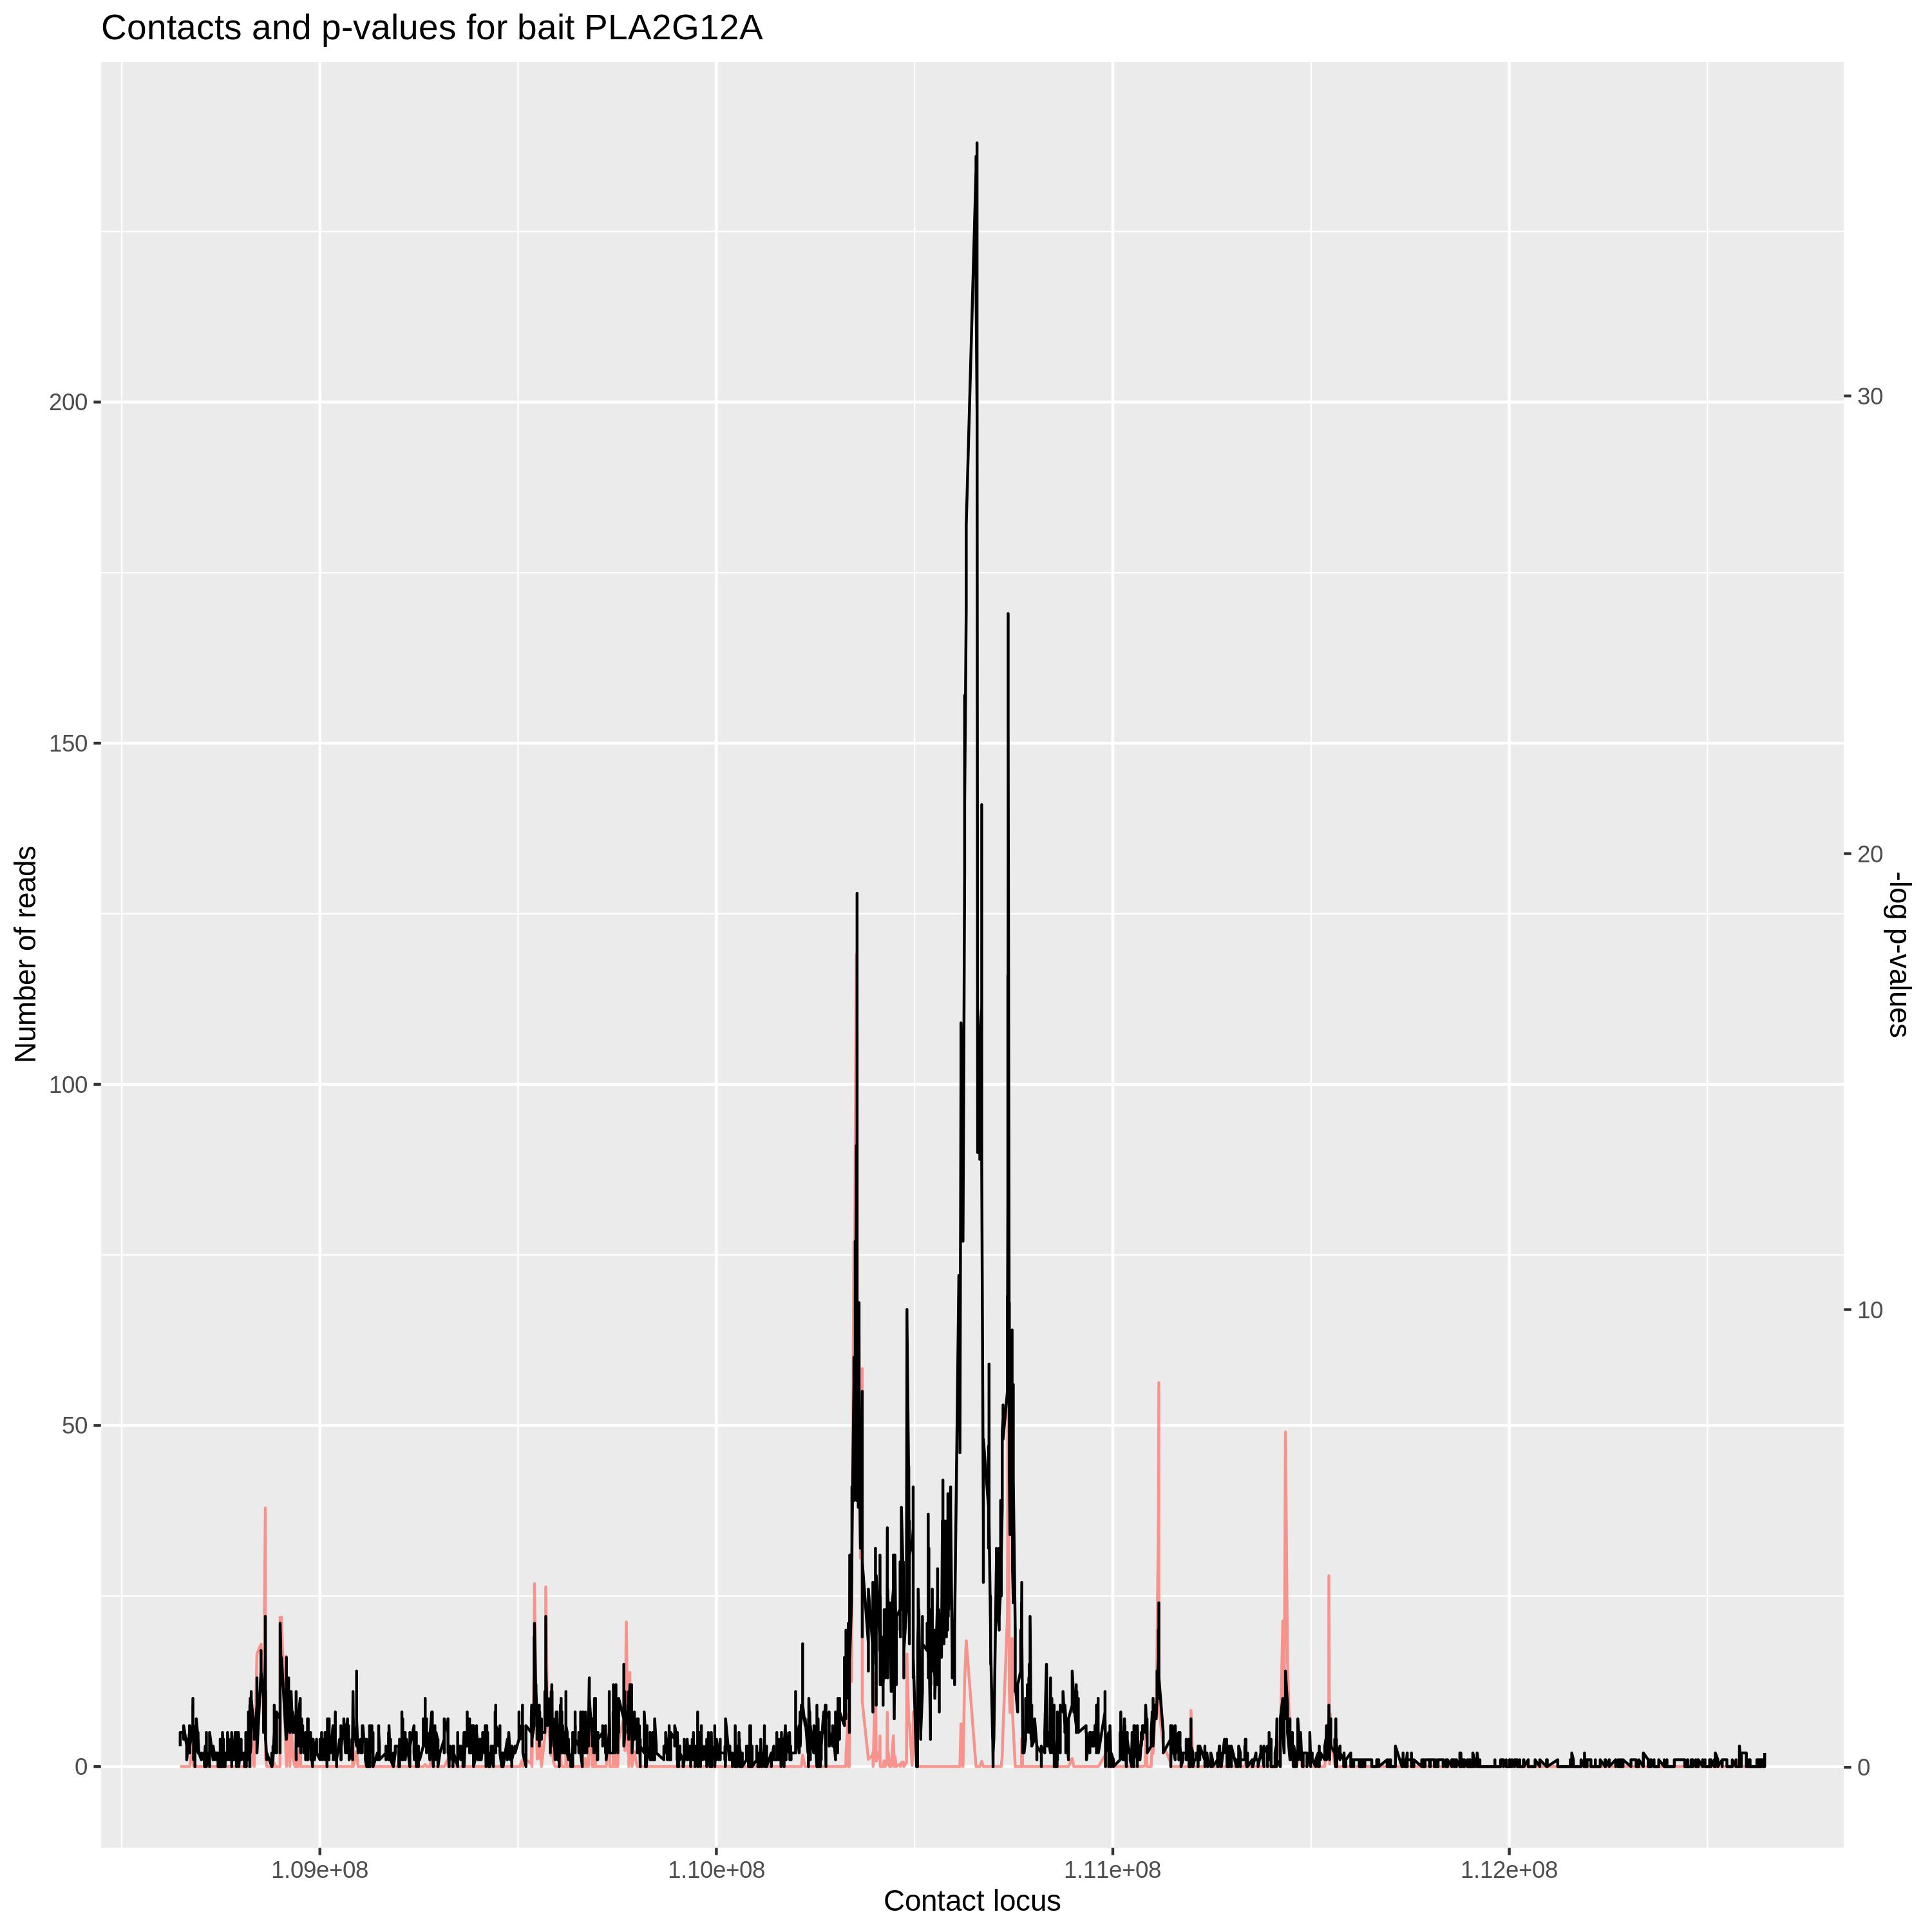 Contacts and p-values for bait PLA2G12A
200
150
100
50
0
Number of reads
30
20
10
0
-log p-values
1.09e+08 1.10e+08 1.11e+08 1.12e+08
Contact locus